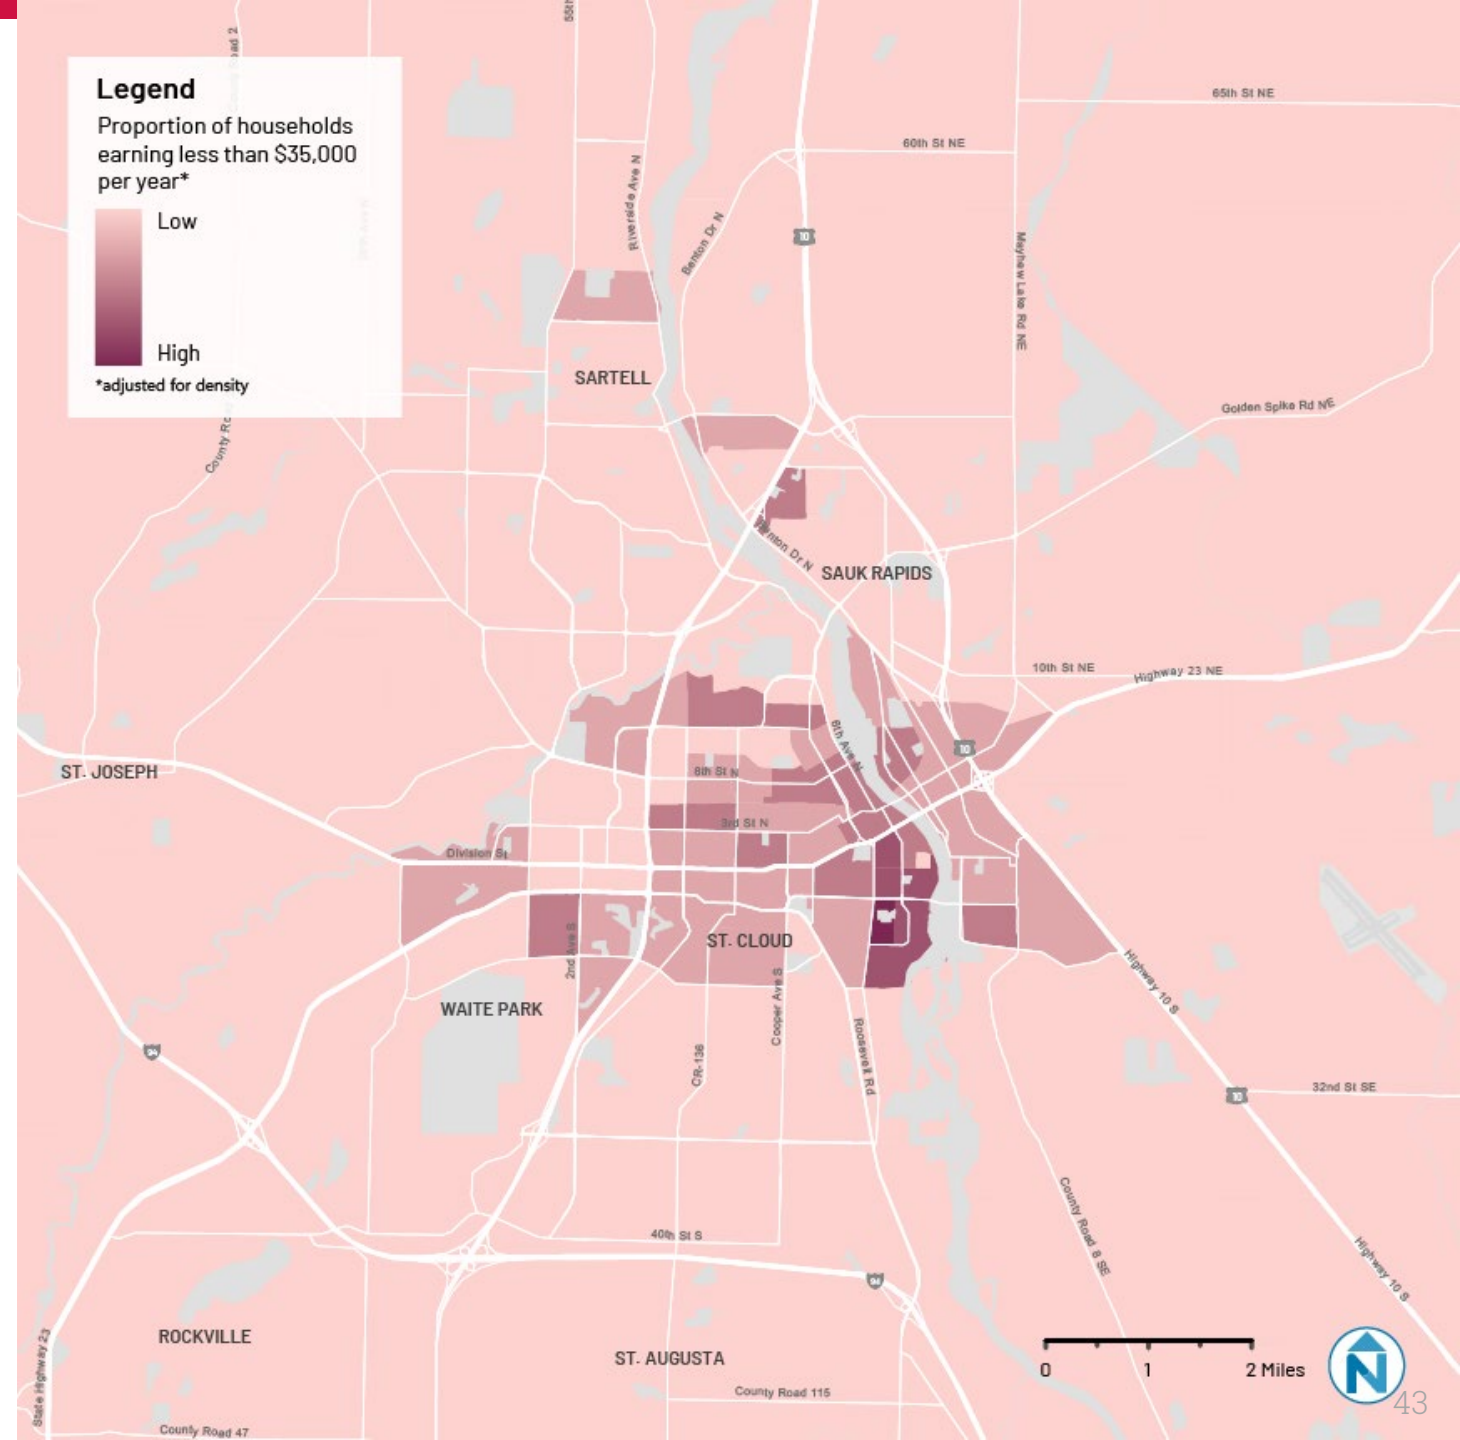 Legend
Proportion of households
earning less than $35,000
per year*
Low
High
*adjusted for density
65th St NE
60th St NE
Riverside Ave N
Benton Dr N
10
Mayhew Lake Rd NE
SARTELL
Golden Spike Rd NE
Benton Dr N
SAUK RAPIDS
10th St NE
Highway 23 NE
6th Ave N
10
ST. JOSEPH
8th St N
3rd St N
Division St
ST. CLOUD
2nd Ave S
WAITE PARK
Cooper Ave S
Highway 10 S
CR-136
Roosevelt Rd
94
10
32nd St SE
County Road 8 SE
40th St S
Highway 10 S
94
ROCKVILLE
State Highway 23
ST. AUGUSTA
0 1 2 Miles
N
County Road 115
43
County Road 47